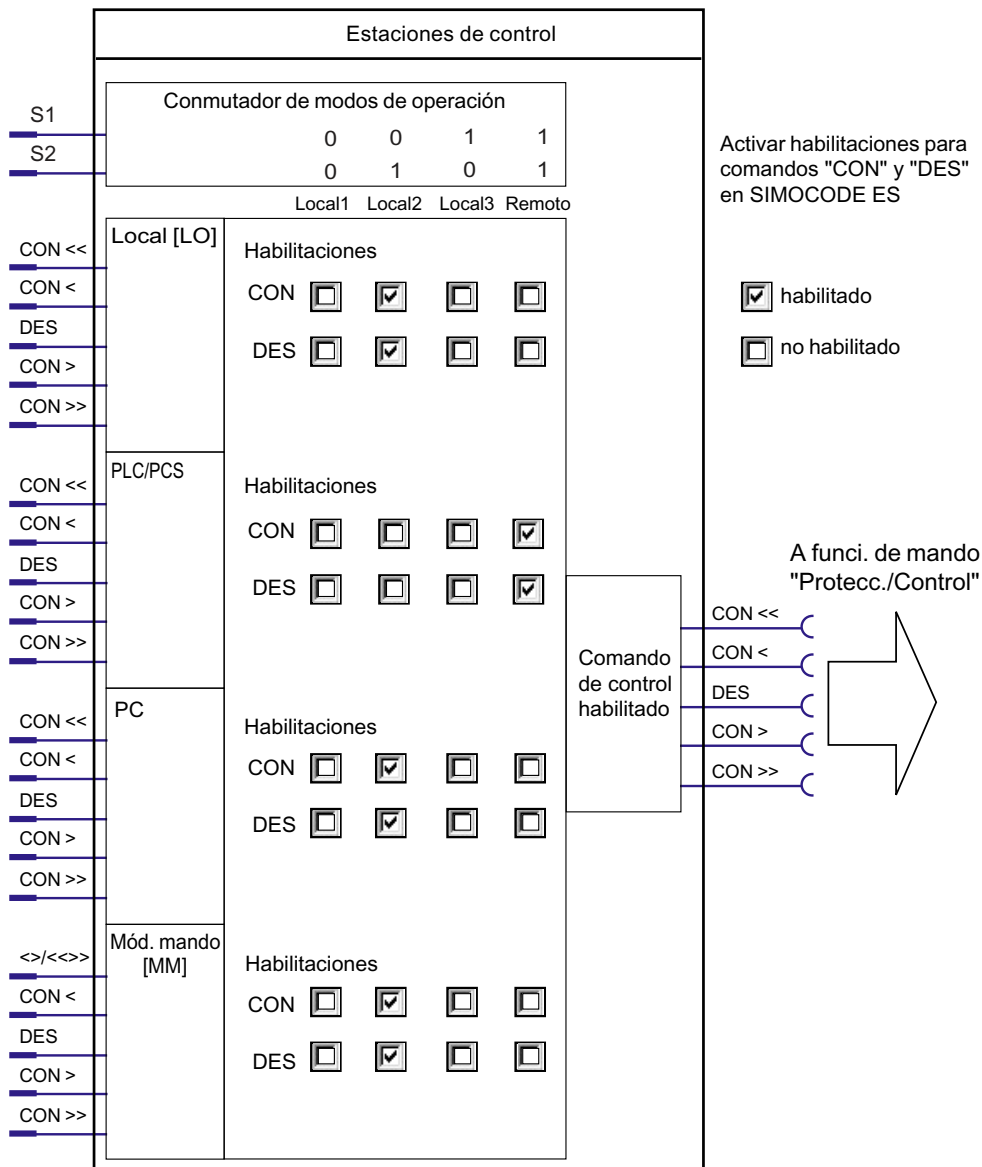 Estaciones de control
Conmutador de modos de operación
S1
0 0 1 1
S2
0 1 0 1
Local1 Local2 Local3 Remoto
Activar habilitaciones para
comandos "CON" y "DES"
en SIMOCODE ES
habilitado
no habilitado
Local [LO]
CON <<
CON <
DES
CON >
CON >>
Habilitaciones
CON
DES
PLC/PCS
CON <<
CON <
DES
CON >
CON >>
Habilitaciones
CON
DES
PC
CON <<
CON <
DES
CON >
CON >>
Habilitaciones
CON
DES
Mód. mando
[MM]
<>/<<>>
CON <
DES
CON >
CON >>
Habilitaciones
CON
DES
Comando
de control
habilitado
CON <<
CON <
DES
CON >
CON >>
A funci. de mando
"Protecc./Control"